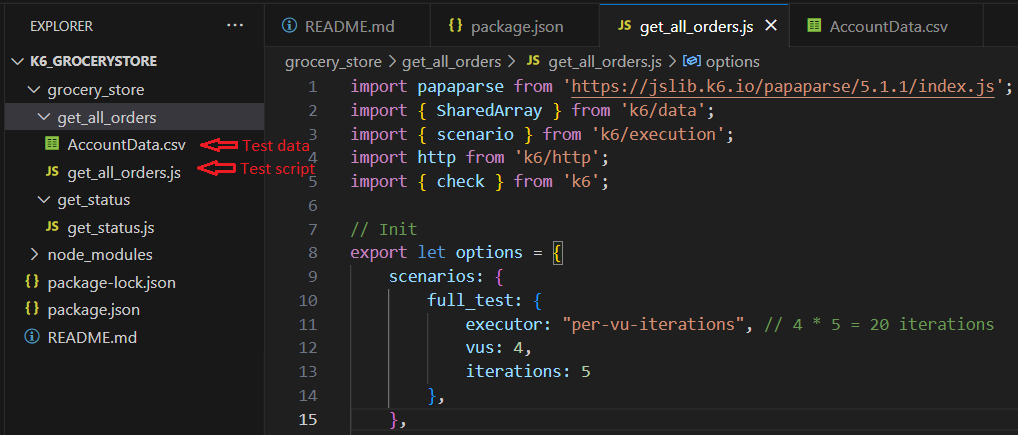 EXPLORER
K6_GROCERYSTORE
grocery_store
get_all_orders
AccountData.csv
Test data
JS get_all_orders.js
Test script
get_status
JS get_status.js
node_modules
{} package-lock.json
{} package.json
README.md
README.md
package.json
JS get_all_orders.js
AccountData.csv
grocery_store > get_all_orders > JS get_all_orders.js > options
1 import papaparse from 'https://jslib.k6.io/papaparse/5.1.1/index.js';
2 import { SharedArray } from 'k6/data';
3 import { scenario } from 'k6/execution';
4 import http from 'k6/http';
5 import { check } from 'k6';
6
7 // Init
8 export let options = {
9 scenarios: {
10 full_test: {
11 executor: "per-vu-iterations", // 4 * 5 = 20 iterations
12 vus: 4,
13 iterations: 5
14 },
15 },